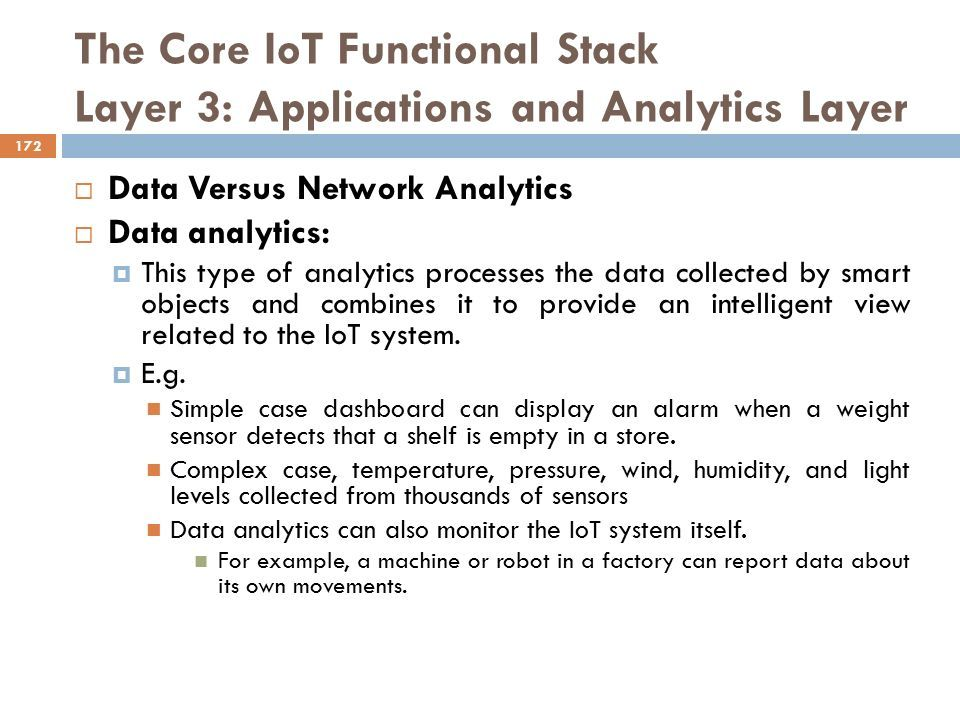 The Core IoT Functional Stack
Layer 3: Applications and Analytics Layer
172
Data Versus Network Analytics
Data analytics:
This type of analytics processes the data collected by smart
objects and combines it to provide an intelligent view
related to the IoT system.
E.g.
Simple case dashboard can display an alarm when a weight
sensor detects that a shelf is empty in a store.
Complex case, temperature, pressure, wind, humidity, and light
levels collected from thousands of sensors
Data analytics can also monitor the IoT system itself.
For example, a machine or robot in a factory can report data about
its own movements.